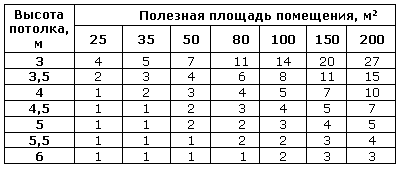 Высота потолка, м Полезная площадь помещения, м²
25 35 50 80 100 150 200
3 4 5 7 11 14 20 27
3,5 2 3 4 6 8 11 15
4 1 2 3 4 5 7 10
4,5 1 1 2 3 4 5 7
5 1 1 2 2 3 4 5
5,5 1 1 1 2 2 3 4
6 1 1 1 1 2 3 3